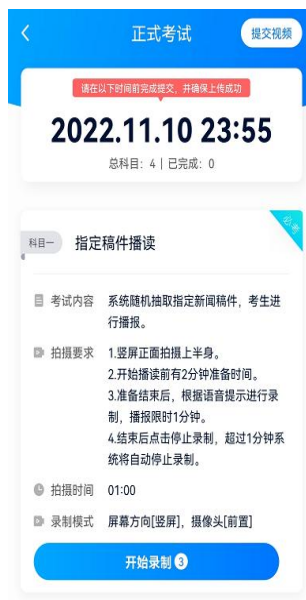 正式考试
提交视频
请在以下时间前完成提交，并确保上传成功
2022.11.10 23:55
总科目：4 | 已完成：0
必考
科目一 指定稿件播读
考试内容 系统随机抽取指定新闻稿件，考生进
行播报。
拍摄要求 1.竖屏正面拍摄上半身。
2.开始播读前有2分钟准备时间。
3.准备结束后，根据语音提示进行录
制，播报限时1分钟。
4.结束后点击停止录制，超过1分钟系
统将自动停止录制。
拍摄时间 01:00
录制模式 屏幕方向[竖屏]，摄像头[前置]
开始录制 3